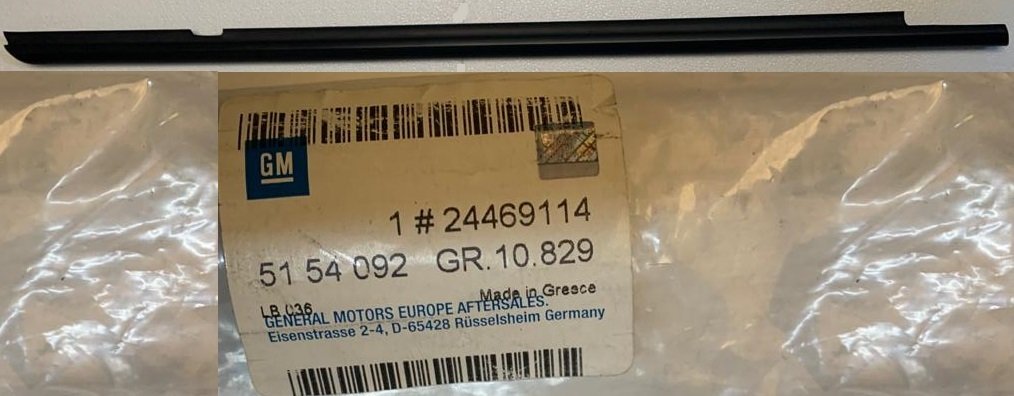 GM
1 # 24469114
51 54 092 GR.10.829
LB 036 Made in Greece
GENERAL MOTORS EUROPE AFTERSALES.
Eisenstrasse 2-4, D-65428 Rüsselsheim Germany